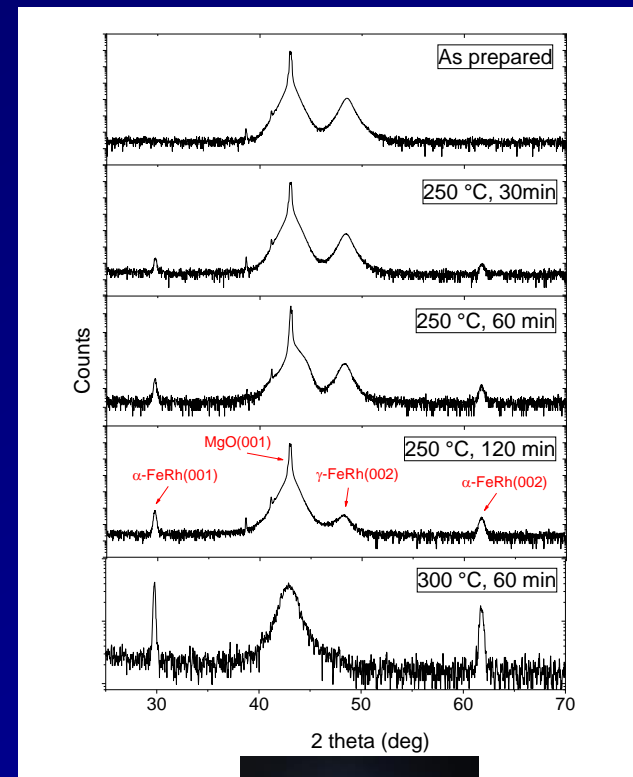 As prepared
250 °C, 30min
250 °C, 60 min
Counts
250 °C, 120 min
MgO(001)
α-FeRh(001)
γ-FeRh(002)
α-FeRh(002)
300 °C, 60 min
30 40 50 60 70
2 theta (deg)